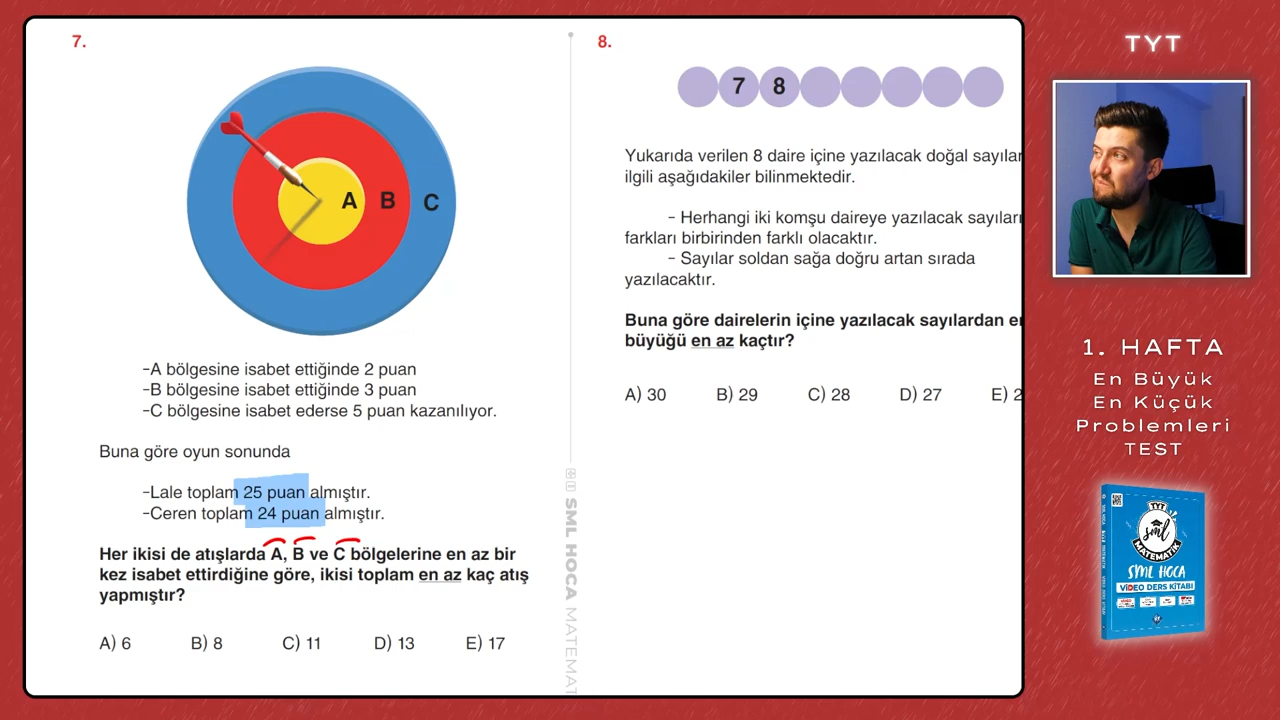 7.
A B C
-A bölgesine isabet ettiğinde 2 puan
-B bölgesine isabet ettiğinde 3 puan
-C bölgesine isabet ederse 5 puan kazanılıyor.
Buna göre oyun sonunda
-Lale toplam 25 puan almıştır.
-Ceren toplam 24 puan almıştır.
Her ikisi de atışlarda A, B ve C bölgelerine en az bir
kez isabet ettirdiğine göre, ikisi toplam en az kaç atış
yapmıştır?
A) 6 B) 8 C) 11 D) 13 E) 17
SML HOCA MATEMAT
8.
7 8
Yukarıda verilen 8 daire içine yazılacak doğal sayılar
ilgili aşağıdakiler bilinmektedir.
- Herhangi iki komşu daireye yazılacak sayıların
farkları birbirinden farklı olacaktır.
- Sayılar soldan sağa doğru artan sırada
yazılacaktır.
Buna göre dairelerin içine yazılacak sayılardan en
büyüğü en az kaçtır?
A) 30 B) 29 C) 28 D) 27 E) 2
TYT
1. HAFTA
En Büyük
En Küçük
Problemleri
TEST
TYT
sml
MATEMATİK
SML HOCA
VİDEO DERS KİTABI